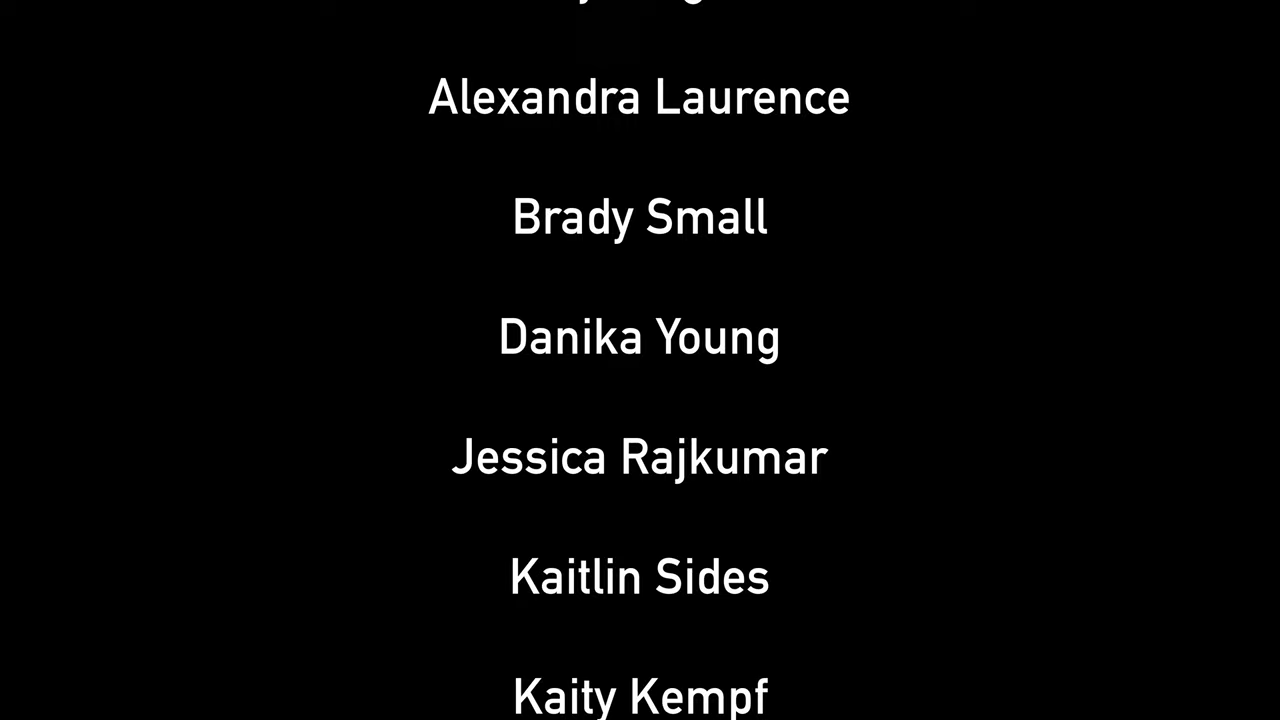 Alexandra Laurence
Brady Small
Danika Young
Jessica Rajkumar
Kaitlin Sides
Kaity Kempf